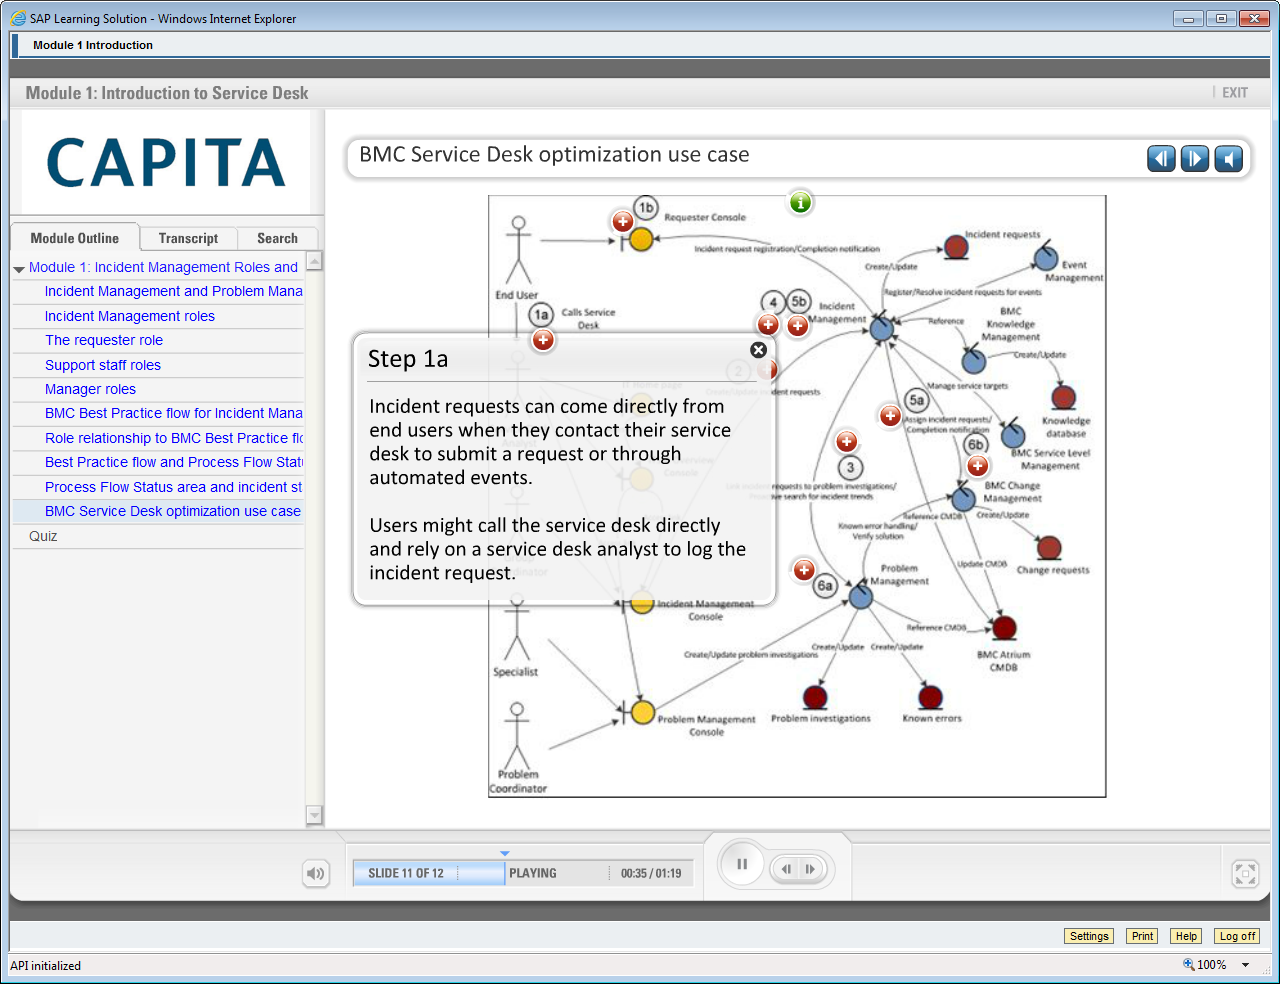 SAP Learning Solution - Windows Internet Explorer
Module 1 Introduction
Module 1: Introduction to Service Desk
EXIT
CAPITA
Module Outline
Transcript
Search
Module 1: Incident Management Roles and
Incident Management and Problem Mana
Incident Management roles
The requester role
Support staff roles
Manager roles
BMC Best Practice flow for Incident Mana
Role relationship to BMC Best Practice flo
Best Practice flow and Process Flow Statu
Process Flow Status area and incident st
BMC Service Desk optimization use case
Quiz
BMC Service Desk optimization use case
1b
Requester Console
Incident request registration/Completion notification
Incident requests
Create/Update
Event
Management
End User
1a
Calls Service
Desk
4
5b
Incident
Management
Register/Resolve incident requests for events
Reference
BMC
Knowledge
Management
Create/Update
Step 1a
Incident requests can come directly from
end users when they contact their service
desk to submit a request or through
automated events.
Users might call the service desk directly
and rely on a service desk analyst to log the
incident request.
2
Manage service targets
5a
Assign incident requests/
Completion notification
Knowledge
database
6b
BMC Service Level
Management
3
requests to problem investigations/
search for incident trends
BMC Change
Management
Reference CMDB
Create/Update
Known error handling/
Verify solution
Update CMDB
Change requests
Problem
Management
6a
Incident Management
Console
Reference CMDB
BMC Atrium
CMDB
Create/Update problem investigations
Create/Update
Create/Update
Specialist
Problem Management
Console
Problem investigations
Known errors
Problem
Coordinator
SLIDE 11 OF 12
PLAYING
00:35 / 01:19
Settings
Print
Help
Log off
API initialized
100%